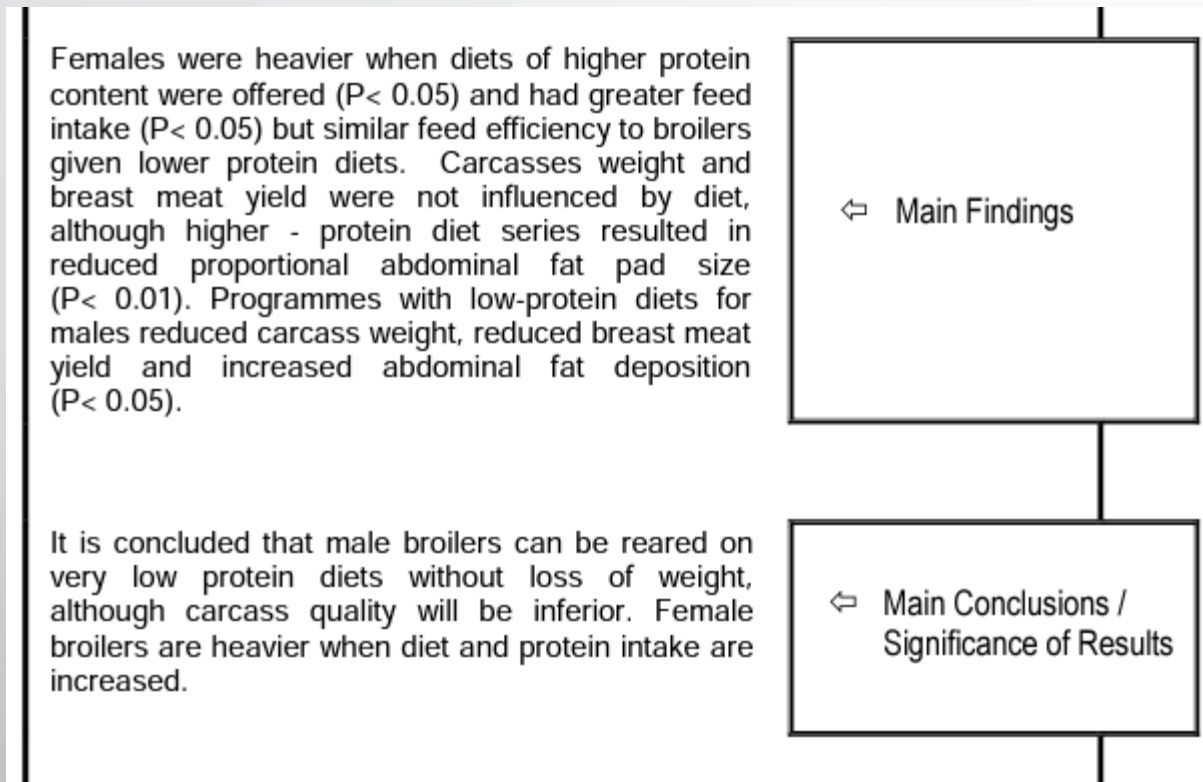 Females were heavier when diets of higher protein
content were offered (P< 0.05) and had greater feed
intake (P< 0.05) but similar feed efficiency to broilers
given lower protein diets. Carcasses weight and
breast meat yield were not influenced by diet,
although higher - protein diet series resulted in
reduced proportional abdominal fat pad size
(P< 0.01). Programmes with low-protein diets for
males reduced carcass weight, reduced breast meat
yield and increased abdominal fat deposition
(P< 0.05).
⇦ Main Findings
It is concluded that male broilers can be reared on
very low protein diets without loss of weight,
although carcass quality will be inferior. Female
broilers are heavier when diet and protein intake are
increased.
⇦ Main Conclusions /
Significance of Results